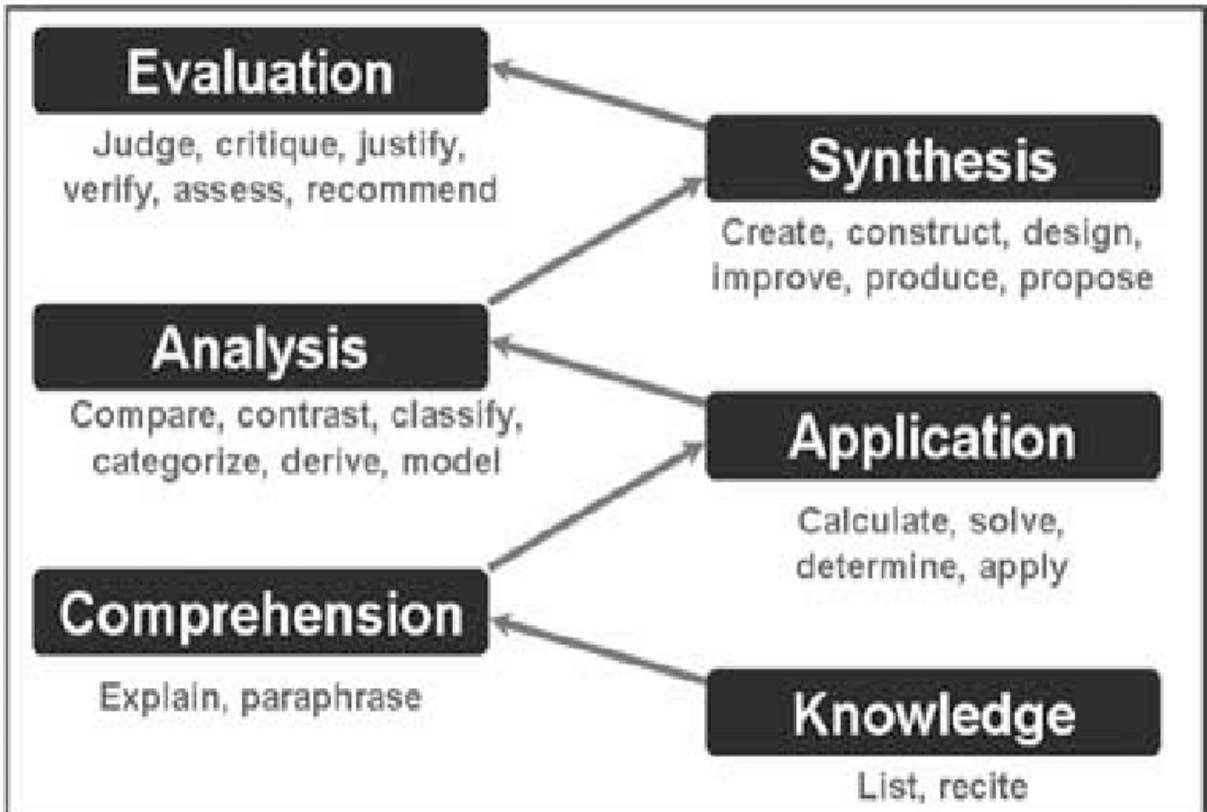 Evaluation
Judge, critique, justify,
verify, assess, recommend
Synthesis
Create, construct, design,
improve, produce, propose
Analysis
Compare, contrast, classify,
categorize, derive, model
Application
Calculate, solve,
determine, apply
Comprehension
Explain, paraphrase
Knowledge
List, recite